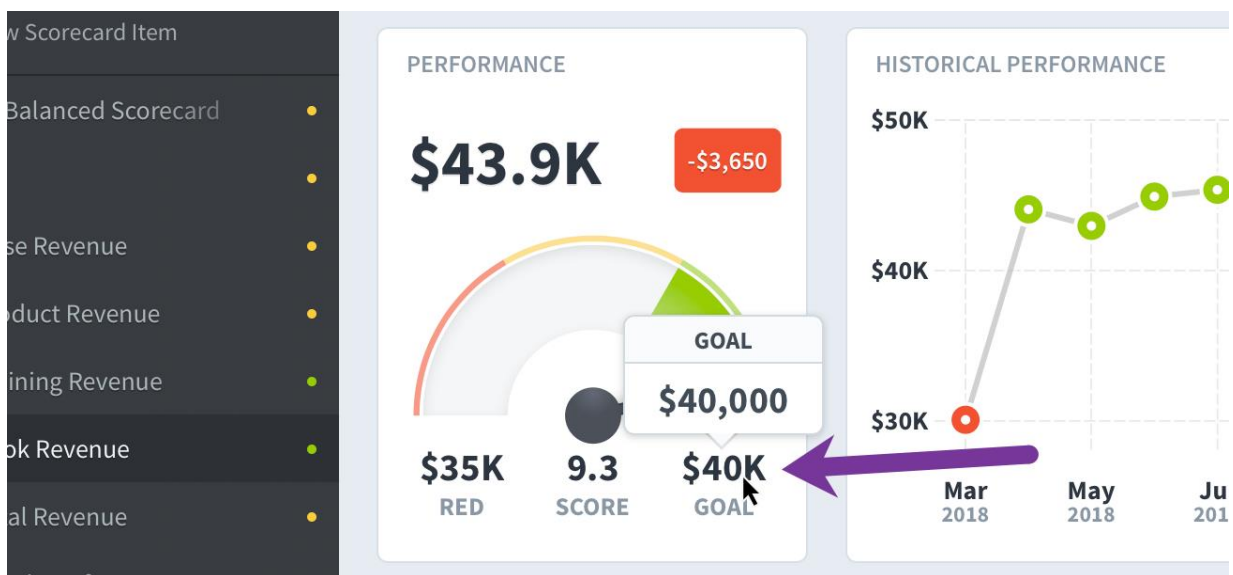 w Scorecard Item
Balanced Scorecard
se Revenue
duct Revenue
ining Revenue
ok Revenue
al Revenue
PERFORMANCE
$43.9K
-$3,650
GOAL
$40,000
$35K 9.3 $40K
RED SCORE GOAL
HISTORICAL PERFORMANCE
$50K
$40K
$30K
Mar May Ju
2018 2018 201